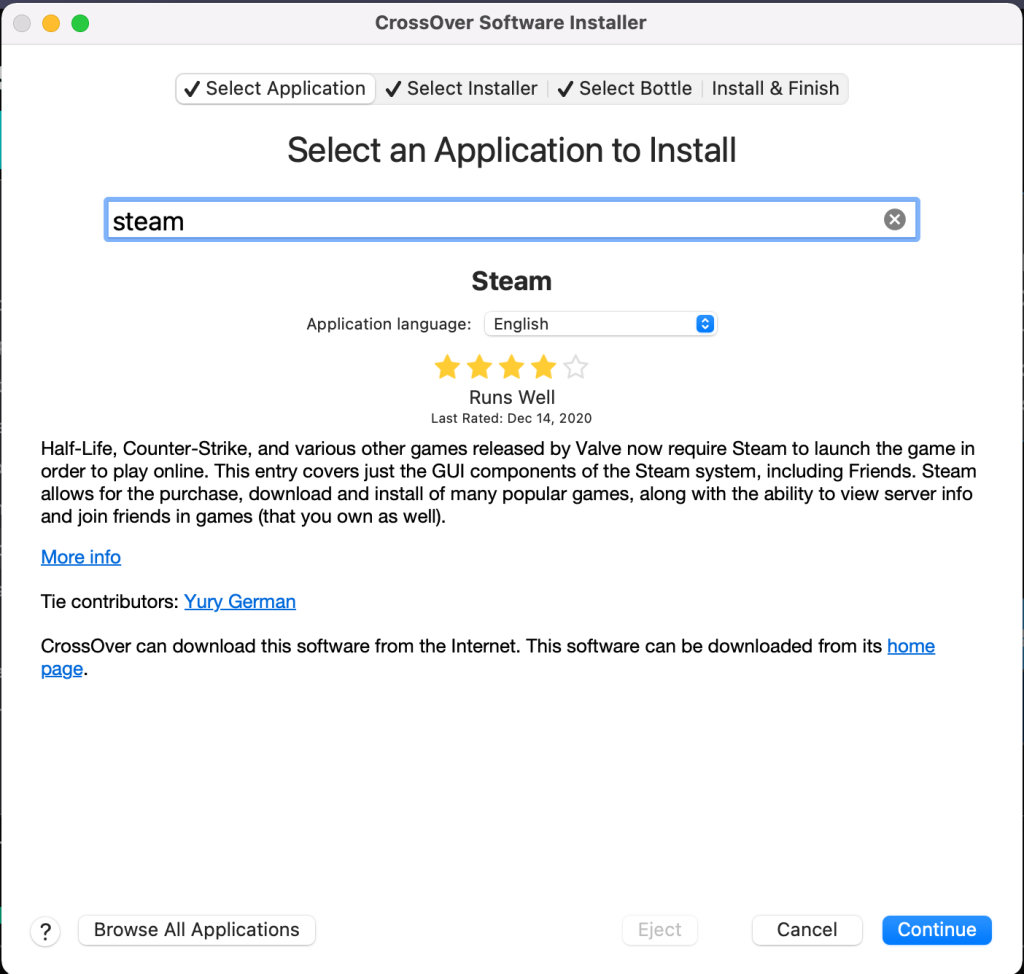 CrossOver Software Installer
✓ Select Application ✓ Select Installer ✓ Select Bottle Install & Finish
Select an Application to Install
steam
Steam
Application language: English
Runs Well
Last Rated: Dec 14, 2020
Half-Life, Counter-Strike, and various other games released by Valve now require Steam to launch the game in
order to play online. This entry covers just the GUI components of the Steam system, including Friends. Steam
allows for the purchase, download and install of many popular games, along with the ability to view server info
and join friends in games (that you own as well).
More info
Tie contributors: Yury German
CrossOver can download this software from the Internet. This software can be downloaded from its home
page.
? Browse All Applications Eject Cancel Continue